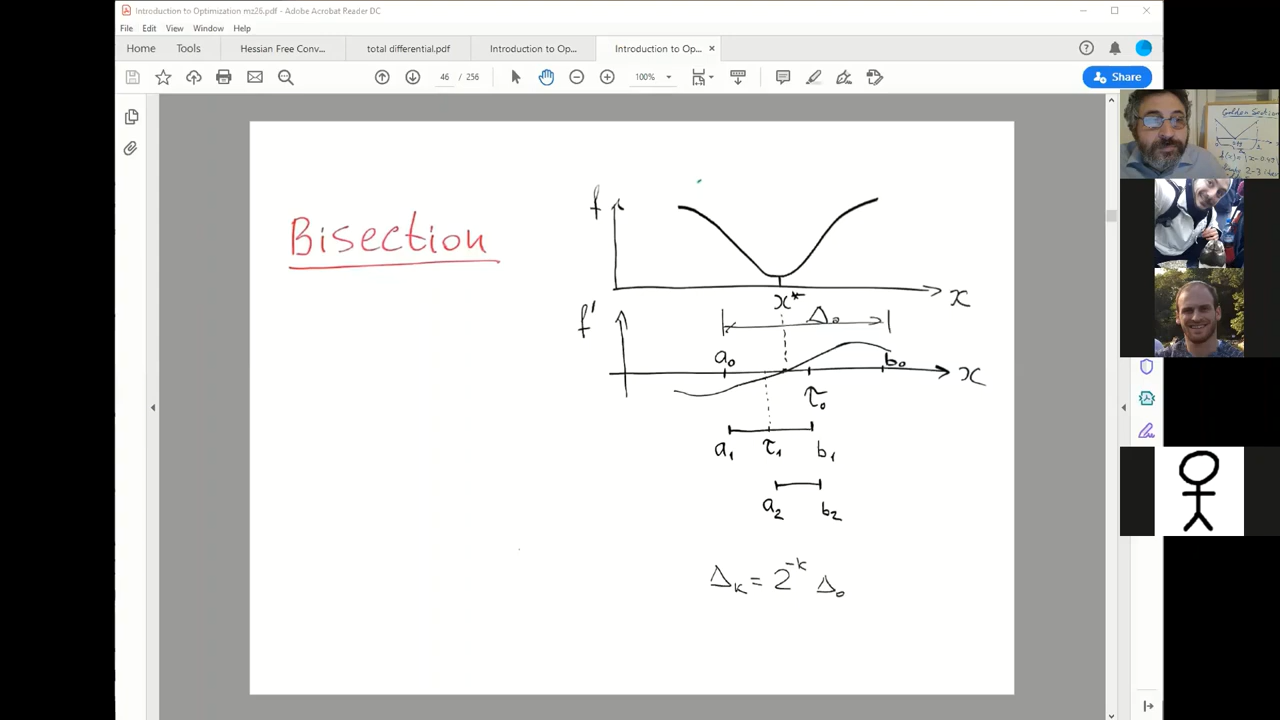 Introduction to Optimization mz26.pdf - Adobe Acrobat Reader DC
File Edit View Window Help
Home Tools Hessian Free Conv... total differential.pdf Introduction to Op... Introduction to Op... ×
46 / 256 100% Share
Bisection
f
x
x*
f'
Δ₀
a₀ b₀
x
τ₀
a₁ τ₁ b₁
a₂ b₂
Δₖ = 2⁻ᵏ Δ₀
Golden Section